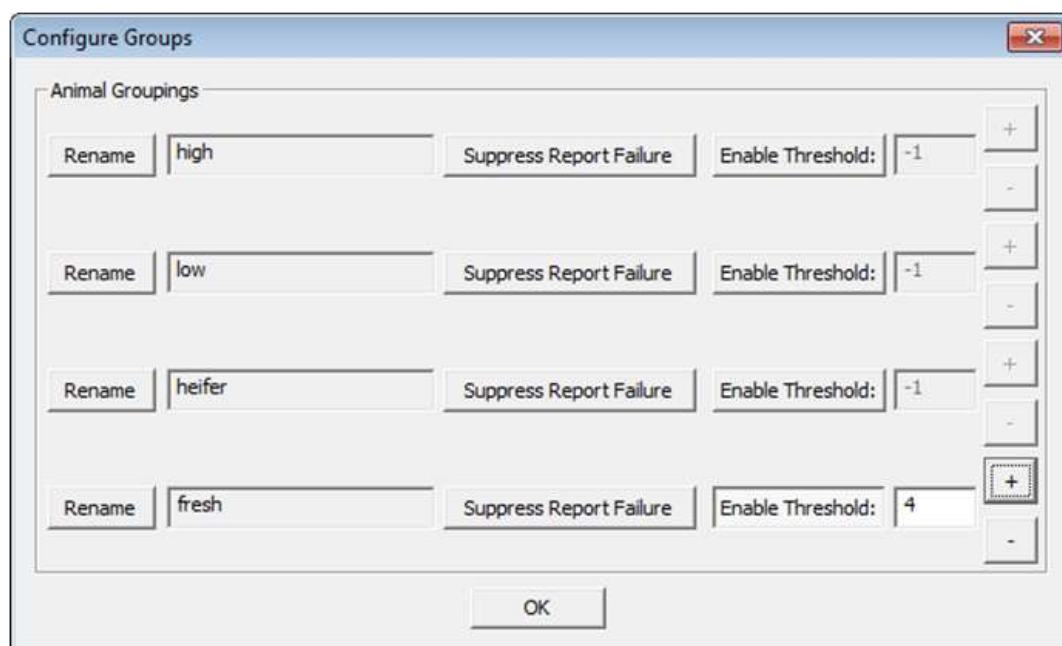 Configure Groups
Animal Groupings
Rename high Suppress Report Failure Enable Threshold: -1 +
-
Rename low Suppress Report Failure Enable Threshold: -1 +
-
Rename heifer Suppress Report Failure Enable Threshold: -1 +
-
Rename fresh Suppress Report Failure Enable Threshold: 4 +
-
OK